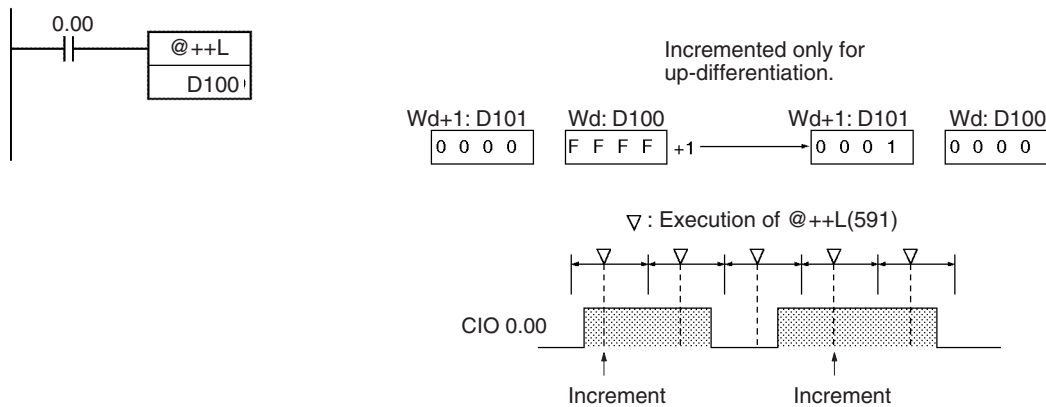 0.00
@++L
D100
Incremented only for
up-differentiation.
Wd+1: D101 Wd: D100 Wd+1: D101 Wd: D100
0 0 0 0 F F F F +1 0 0 0 1 0 0 0 0
▽ : Execution of @++L(591)
CIO 0.00
Increment Increment